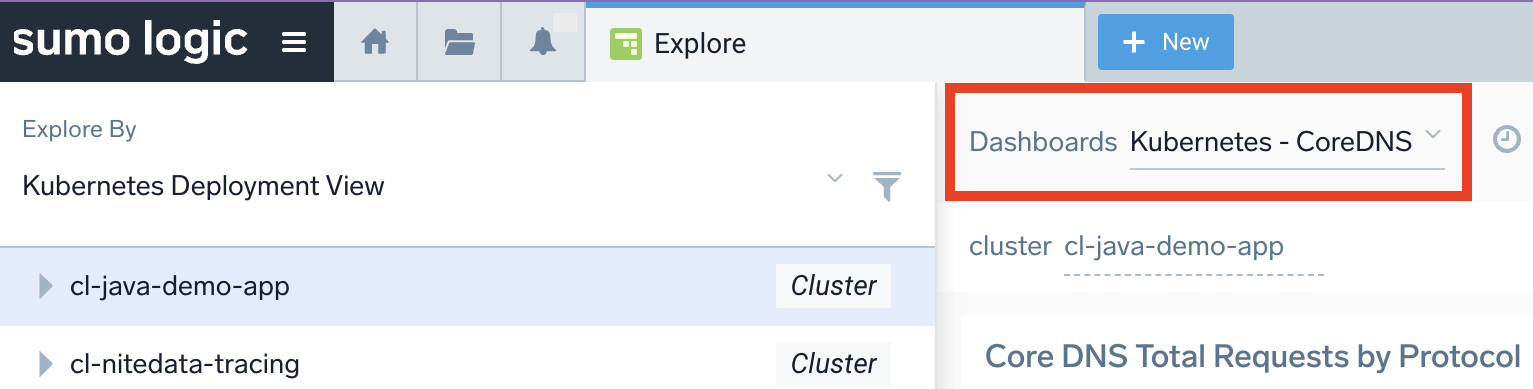 sumo logic
Explore
+ New
Explore By
Kubernetes Deployment View
Dashboards Kubernetes - CoreDNS
cluster cl-java-demo-app
cl-java-demo-app Cluster
cl-nitedata-tracing Cluster
Core DNS Total Requests by Protocol